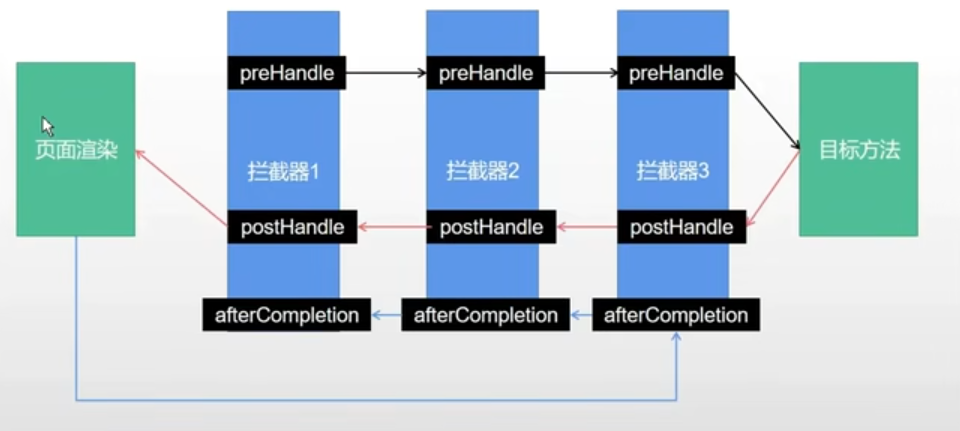 preHandle
preHandle
preHandle
页面渲染
拦截器1
拦截器2
拦截器3
目标方法
postHandle
postHandle
postHandle
afterCompletion
afterCompletion
afterCompletion